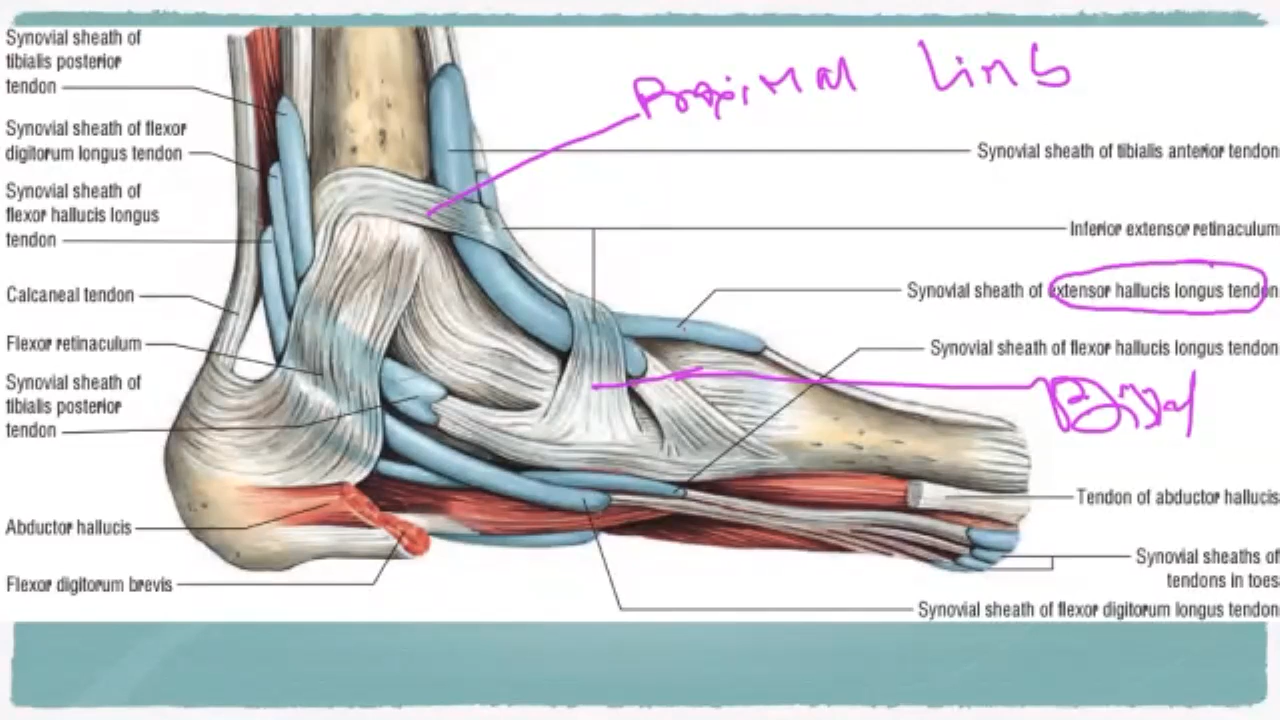 Synovial sheath of
tibialis posterior
tendon
Synovial sheath of flexor
digitorum longus tendon
Synovial sheath of
flexor hallucis longus
tendon
Calcaneal tendon
Flexor retinaculum
Synovial sheath of
tibialis posterior
tendon
Abductor hallucis
Flexor digitorum brevis
Limb
Synovial sheath of tibialis anterior tendon
Inferior extensor retinaculum
Synovial sheath of extensor hallucis longus tendon
Synovial sheath of flexor hallucis longus tendon
Tendon of abductor hallucis
Synovial sheaths of
tendons in toes
Synovial sheath of flexor digitorum longus tendon